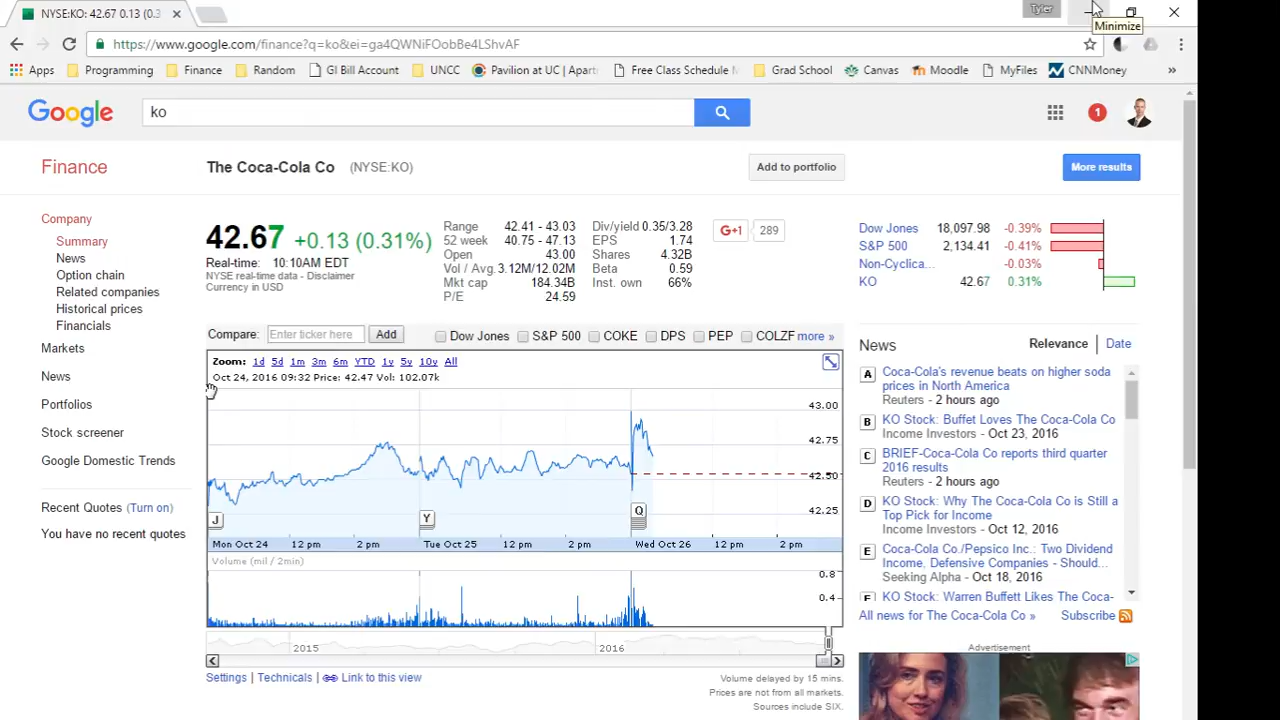 NYSE:KO: 42.67 0.13 (0.3
Tyler
Minimize
https://www.google.com/finance?q=ko&ei=ga4QWNiFOobBe4LShvAF
Apps Programming Finance Random GI Bill Account UNCC Pavilion at UC | Apart Free Class Schedule Grad School Canvas Moodle MyFiles CNNMoney »
Google ko 1
Finance The Coca-Cola Co (NYSE:KO) Add to portfolio More results
Company
Summary
News
Option chain
Related companies
Historical prices
Financials
Markets
News
Portfolios
Stock screener
Google Domestic Trends
Recent Quotes (Turn on)
You have no recent quotes
42.67 +0.13 (0.31%)
Real-time: 10:10AM EDT
NYSE real-time data - Disclaimer
Currency in USD
Range 42.41 - 43.03
52 week 40.75 - 47.13
Open 43.00
Vol / Avg. 3.12M/12.02M
Mkt cap 184.34B
P/E 24.59
Div/yield 0.35/3.28
EPS 1.74
Shares 4.32B
Beta 0.59
Inst. own 66%
G+1 289
Dow Jones 18,097.98 -0.39%
S&P 500 2,134.41 -0.41%
Non-Cyclica... -0.03%
KO 42.67 0.31%
Compare: Enter ticker here Add Dow Jones S&P 500 COKE DPS PEP COLZF more »
Zoom: 1d 5d 1m 3m 6m YTD 1y 5y 10y All
Oct 24, 2016 09:32 Price: 42.47 Vol: 102.07k
43.00
42.75
42.50
42.25
J Y Q
Mon Oct 24 12 pm 2 pm Tue Oct 25 12 pm 2 pm Wed Oct 26 12 pm 2 pm
Volume (mil / 2min)
0.8
0.4
2015 2016
Settings | Technicals | Link to this view
Volume delayed by 15 mins.
Prices are not from all markets.
Sources include SIX.
News Relevance | Date
A Coca-Cola's revenue beats on higher soda
prices in North America
Reuters - 2 hours ago
B KO Stock: Buffet Loves The Coca-Cola Co
Income Investors - Oct 23, 2016
C BRIEF-Coca-Cola Co reports third quarter
2016 results
Reuters - 2 hours ago
D KO Stock: Why The Coca-Cola Co is Still a
Top Pick for Income
Income Investors - Oct 12, 2016
E Coca-Cola Co./Pepsico Inc.: Two Dividend
Income, Defensive Companies - Should...
Seeking Alpha - Oct 18, 2016
KO Stock: Warren Buffett Likes The Coca-
All news for The Coca-Cola Co » Subscribe
Advertisement